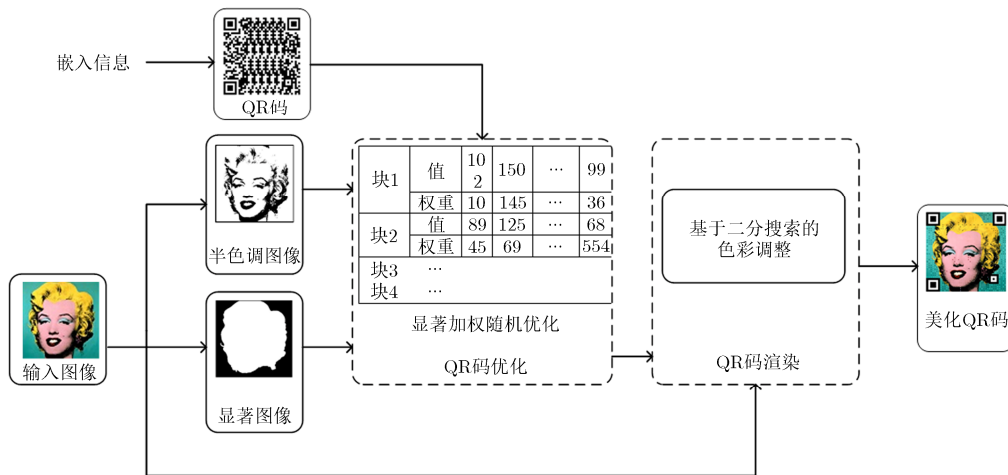 嵌入信息
QR码
半色调图像
输入图像
显著图像
块1 值 102 150 ⋯ 99
权重 10 145 ⋯ 36
块2 值 89 125 ⋯ 68
权重 45 69 ⋯ 554
块3 ⋯
块4 ⋯
显著加权随机优化
QR码优化
基于二分搜索的
色彩调整
QR码渲染
美化QR码